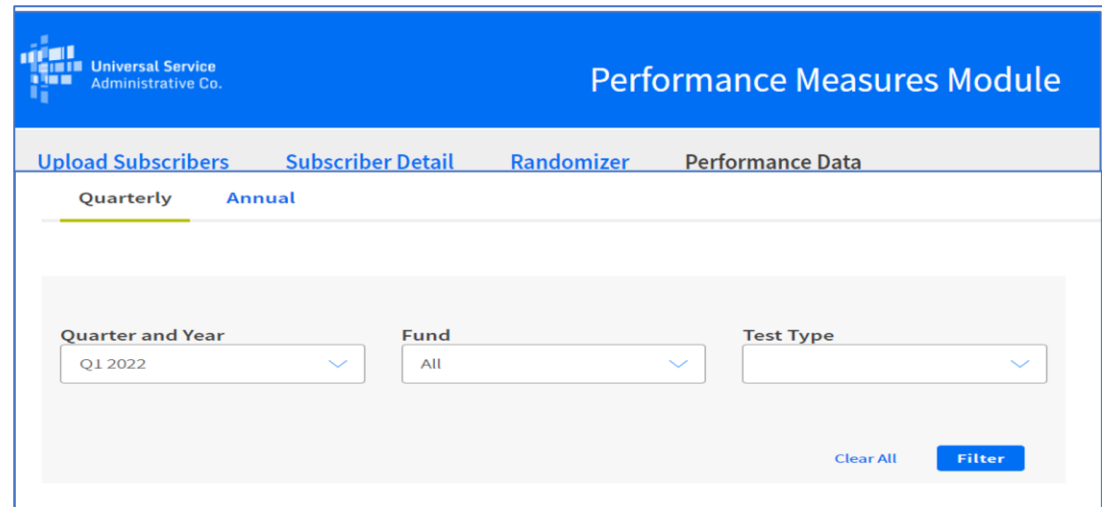 Universal Service
Administrative Co.
Performance Measures Module
Upload Subscribers Subscriber Detail Randomizer Performance Data
Quarterly Annual
Quarter and Year Fund Test Type
Q1 2022 All
Clear All Filter